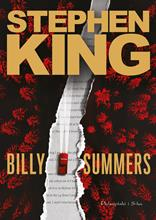 STEPHEN
KING
BILLY SUMMERS
Prószyński i S-ka